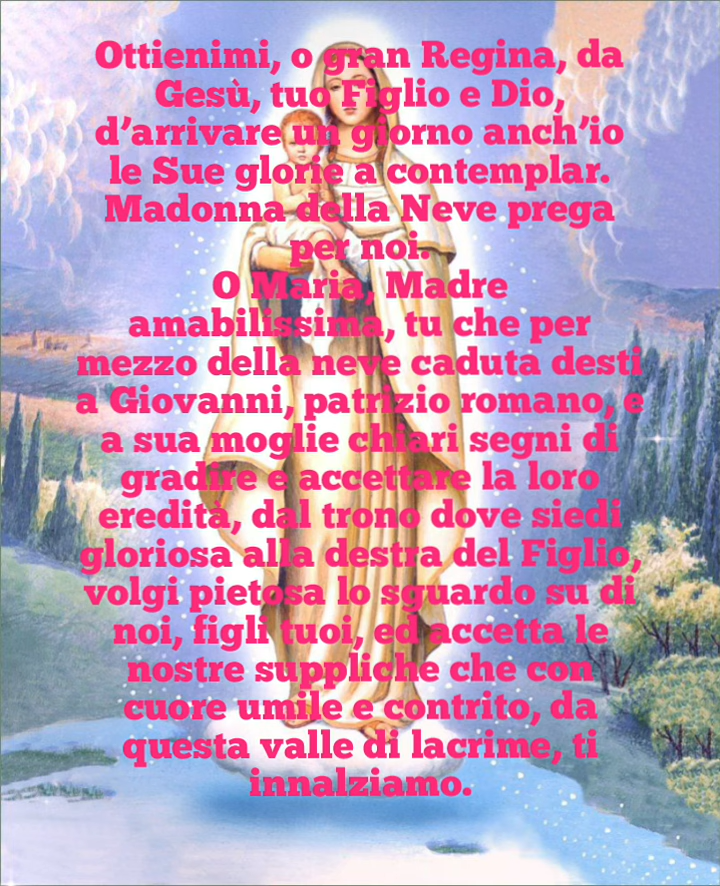 Ottienimi, o gran Regina, da
Gesù, tuo Figlio e Dio,
d’arrivare un giorno anch’io
le Sue glorie a contemplar.
Madonna della Neve prega
per noi.
O Maria, Madre
amabilissima, tu che per
mezzo della neve caduta desti
a Giovanni, patrizio romano, e
a sua moglie chiari segni di
gradire e accettare la loro
eredità, dal trono dove siedi
gloriosa alla destra del Figlio,
volgi pietosa lo sguardo su di
noi, figli tuoi, ed accetta le
nostre suppliche che con
cuore umile e contrito, da
questa valle di lacrime, ti
innalziamo.